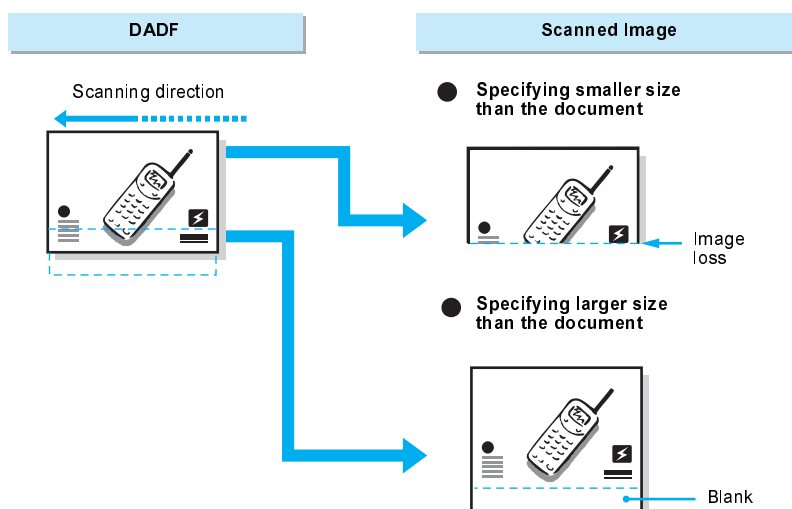 DADF
Scanned Image
Scanning direction
Specifying smaller size
than the document
Image
loss
Specifying larger size
than the document
Blank